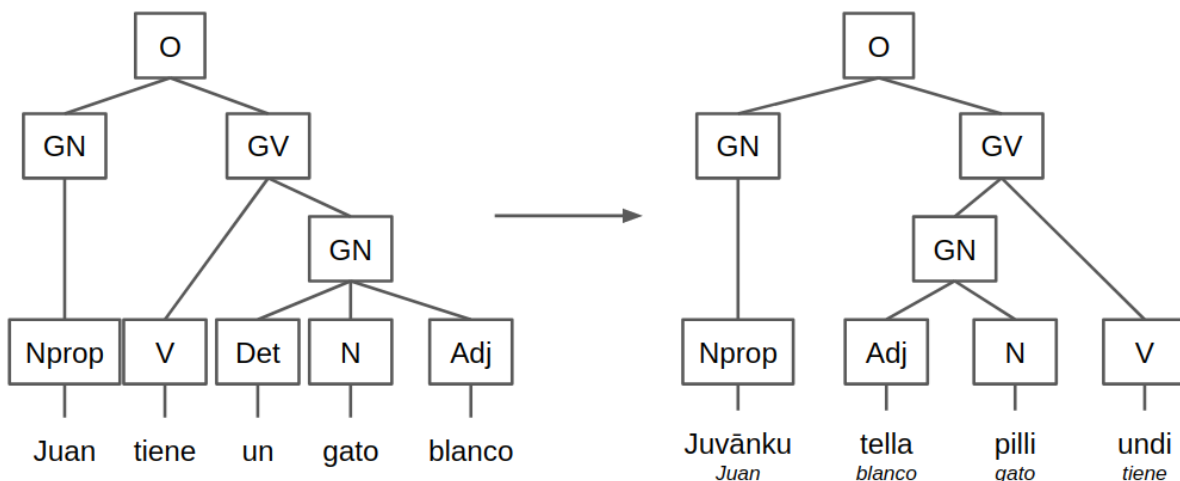 O O
GN GV GN GV
GN GN
Nprop V Det N Adj Nprop Adj N V
Juan tiene un gato blanco Juvānku tella pilli undi
Juan blanco gato tiene